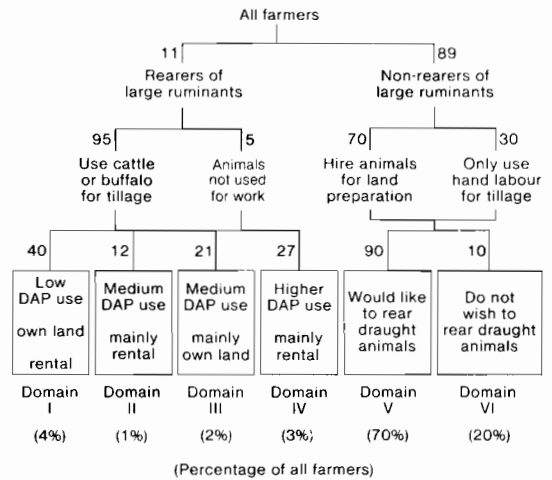 All farmers
11 89
Rearers of Non-rearers of
large ruminants large ruminants
95 5 70 30
Use cattle Animals Hire animals Only use
or buffalo not used for land hand labour
for tillage for work preparation for tillage
40 12 21 27 90 10
Low Medium Medium Higher Would like Do not
DAP use DAP use DAP use DAP use to rear wish to
own land mainly mainly mainly draught rear draught
rental rental own land rental animals animals
Domain Domain Domain Domain Domain Domain
I II III IV V VI
(4%) (1%) (2%) (3%) (70%) (20%)
(Percentage of all farmers)